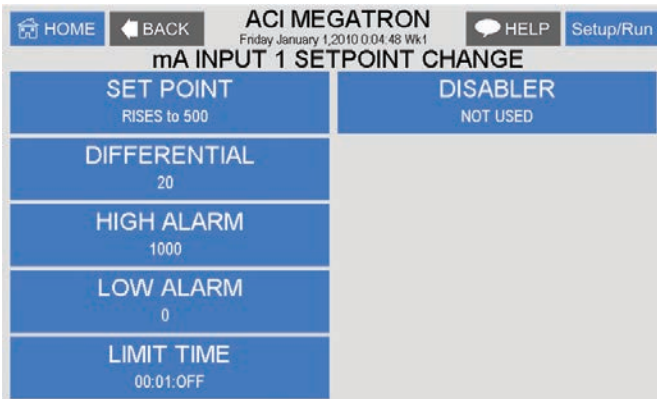 HOME
BACK
ACI MEGATRON
Friday January 1,2010 0:04:48 Wk1
HELP
Setup/Run
mA INPUT 1 SETPOINT CHANGE
SET POINT
RISES to 500
DISABLER
NOT USED
DIFFERENTIAL
20
HIGH ALARM
1000
LOW ALARM
0
LIMIT TIME
00:01:OFF